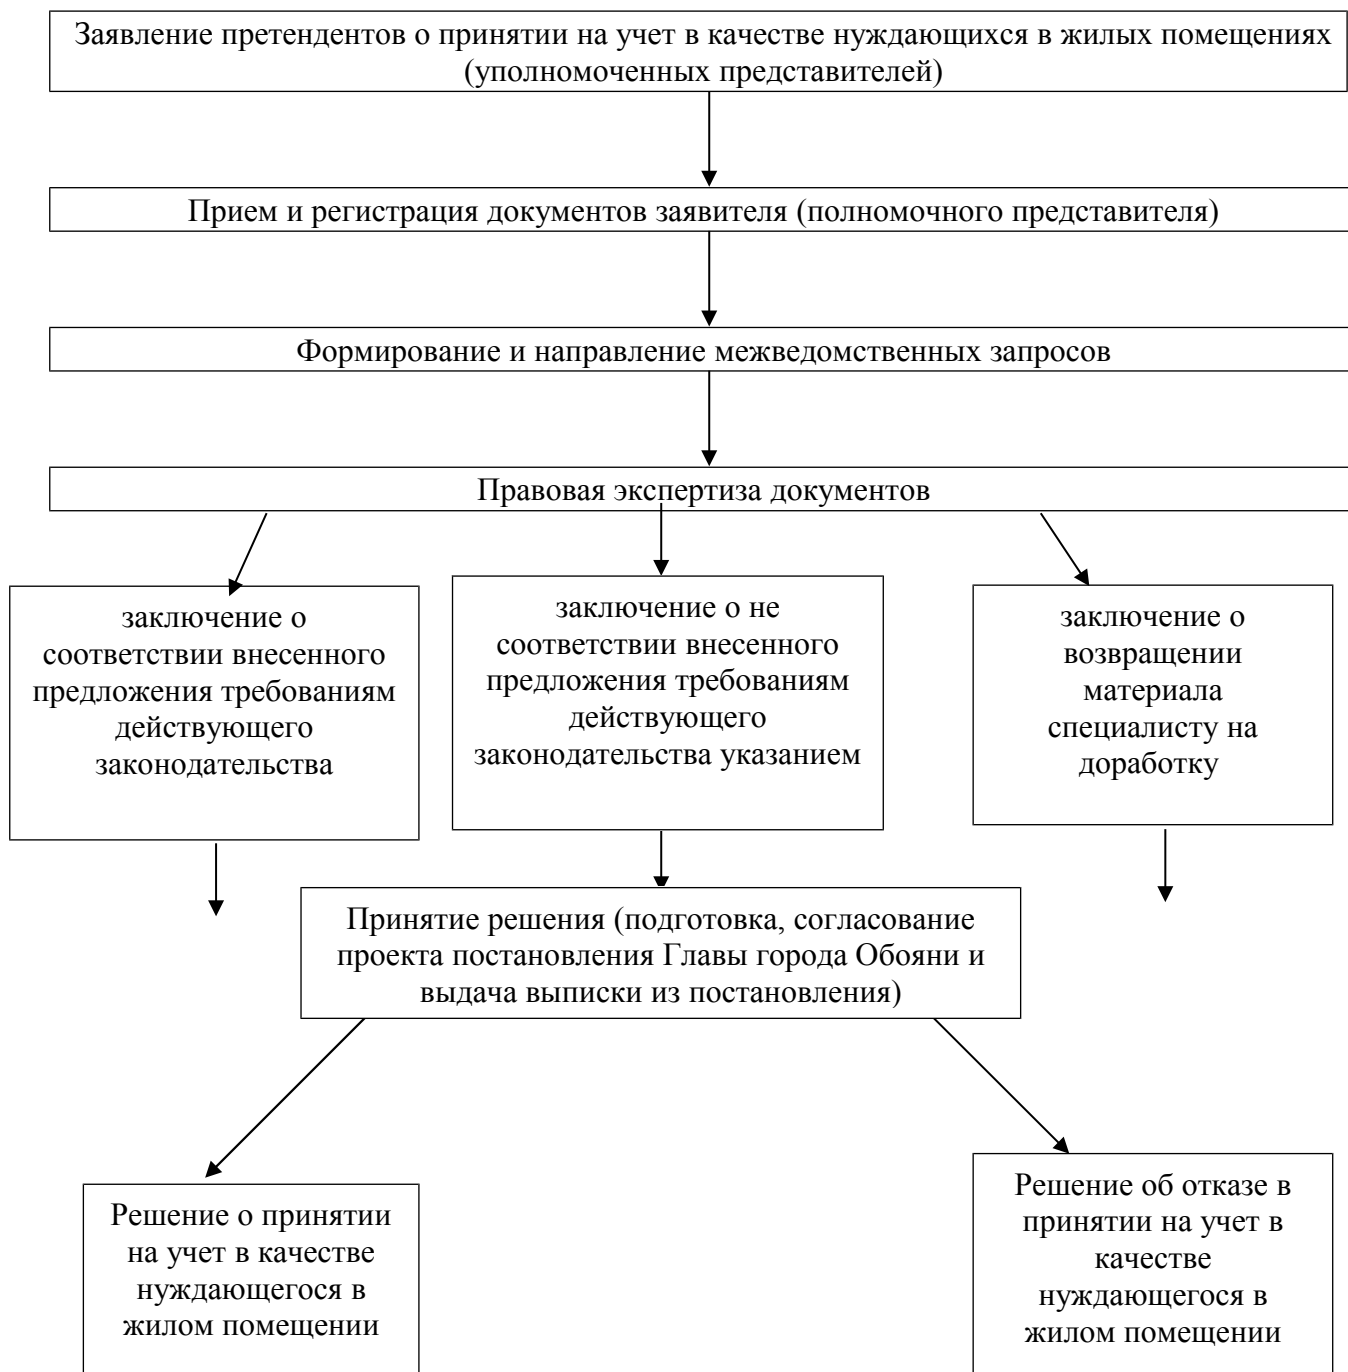 Заявление претендентов о принятии на учет в качестве нуждающихся в жилых помещениях
(уполномоченных представителей)
Прием и регистрация документов заявителя (полномочного представителя)
Формирование и направление межведомственных запросов
Правовая экспертиза документов
заключение о
соответствии внесенного
предложения требованиям
действующего
законодательства
заключение о не
соответствии внесенного
предложения требованиям
действующего
законодательства указанием
заключение о
возвращении
материала
специалисту на
доработку
Принятие решения (подготовка, согласование
проекта постановления Главы города Обояни и
выдача выписки из постановления)
Решение о принятии
на учет в качестве
нуждающегося в
жилом помещении
Решение об отказе в
принятии на учет в
качестве
нуждающегося в
жилом помещении